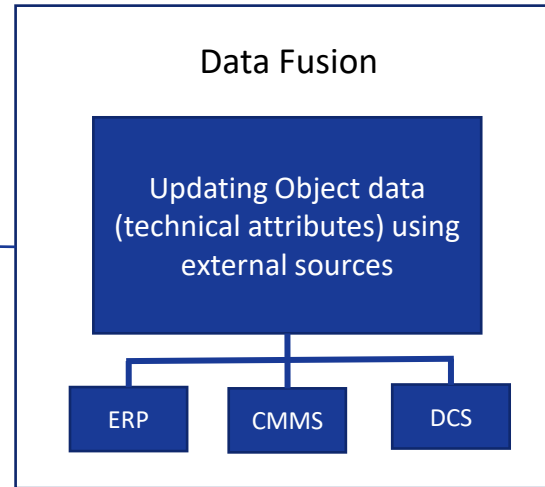 Data Fusion
Updating Object data
(technical attributes) using
external sources
ERP
CMMS
DCS